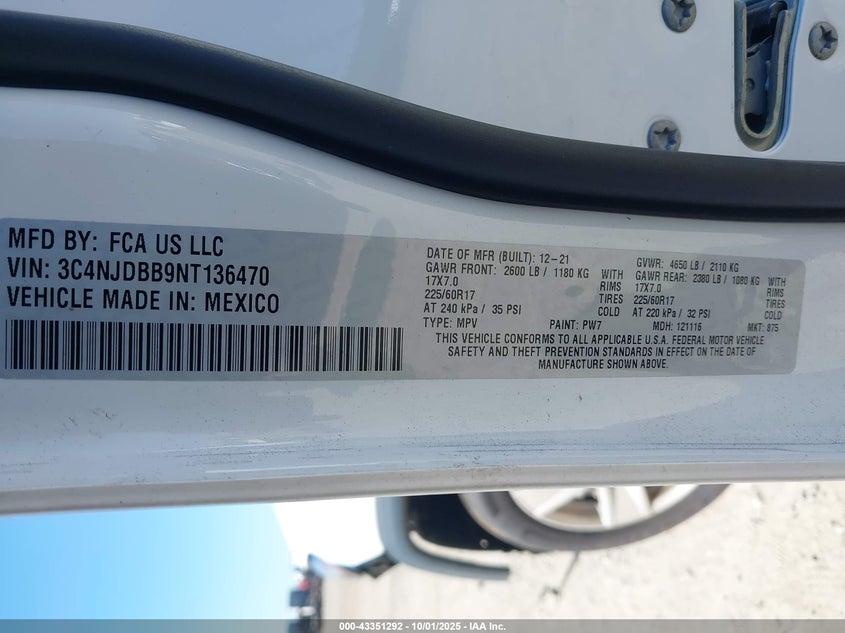 MFD BY: FCA US LLC
VIN: 3C4NJDBB9NT136470
VEHICLE MADE IN: MEXICO
DATE OF MFR (BUILT): 12-21
GVWR: 4650 LB / 2110 KG
GAWR FRONT: 2600 LB / 1180 KG WITH
GAWR REAR: 2380 LB / 1080 KG WITH
17X7.0 RIMS
17X7.0 RIMS
225/60R17 TIRES
225/60R17 TIRES
AT 240 kPa / 35 PSI COLD
AT 220 kPa / 32 PSI COLD
TYPE: MPV PAINT: PW7 MDH: 121116 MKT: 875
THIS VEHICLE CONFORMS TO ALL APPLICABLE U.S.A. FEDERAL MOTOR VEHICLE
SAFETY AND THEFT PREVENTION STANDARDS IN EFFECT ON THE DATE OF
MANUFACTURE SHOWN ABOVE.
000-43351292 - 10/01/2025 - IAA Inc.